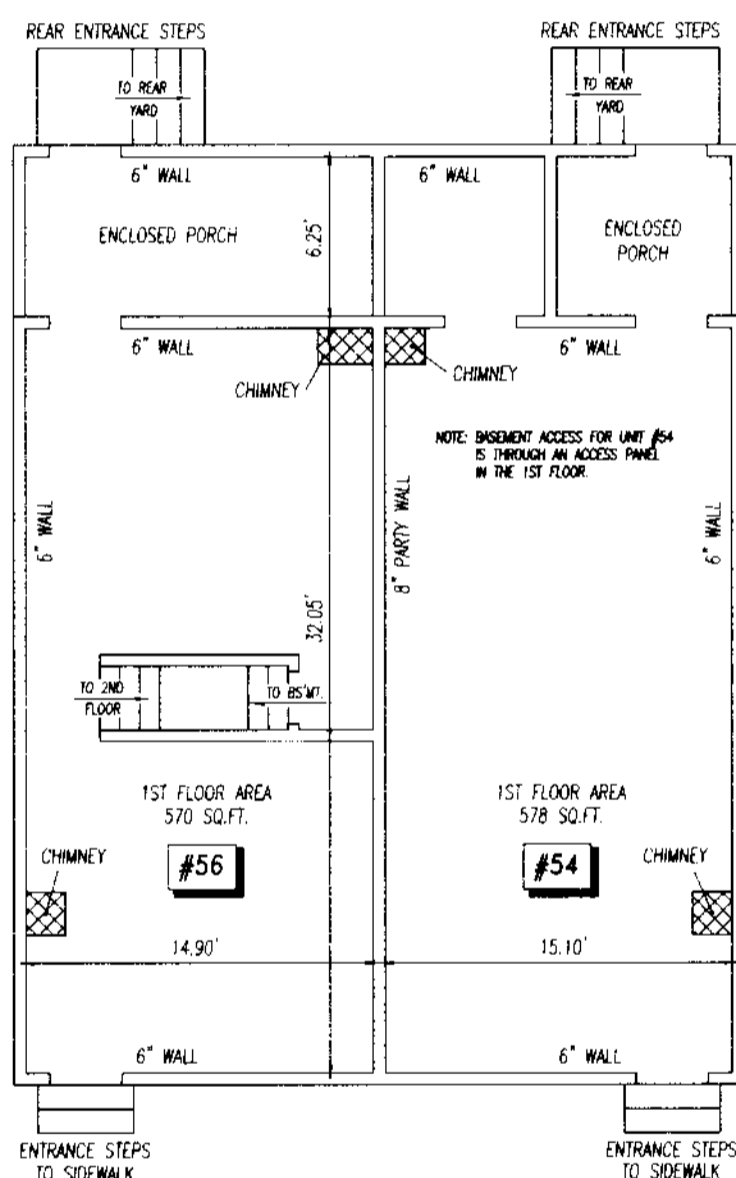 REAR ENTRANCE STEPS
REAR ENTRANCE STEPS
TO REAR
YARD
TO REAR
YARD
6" WALL
6" WALL
ENCLOSED PORCH
6.25'
ENCLOSED
PORCH
6" WALL
6" WALL
CHIMNEY
CHIMNEY
NOTE: BASEMENT ACCESS FOR UNIT #54
IS THROUGH AN ACCESS PANEL
IN THE 1ST FLOOR.
6" WALL
8" PARTY WALL
6" WALL
32.05'
TO 2ND
FLOOR
TO BS'MT.
1ST FLOOR AREA
570 SQ.FT.
1ST FLOOR AREA
578 SQ.FT.
CHIMNEY
#56
#54
CHIMNEY
14.90'
15.10'
6" WALL
6" WALL
ENTRANCE STEPS
TO SIDEWALK
ENTRANCE STEPS
TO SIDEWALK